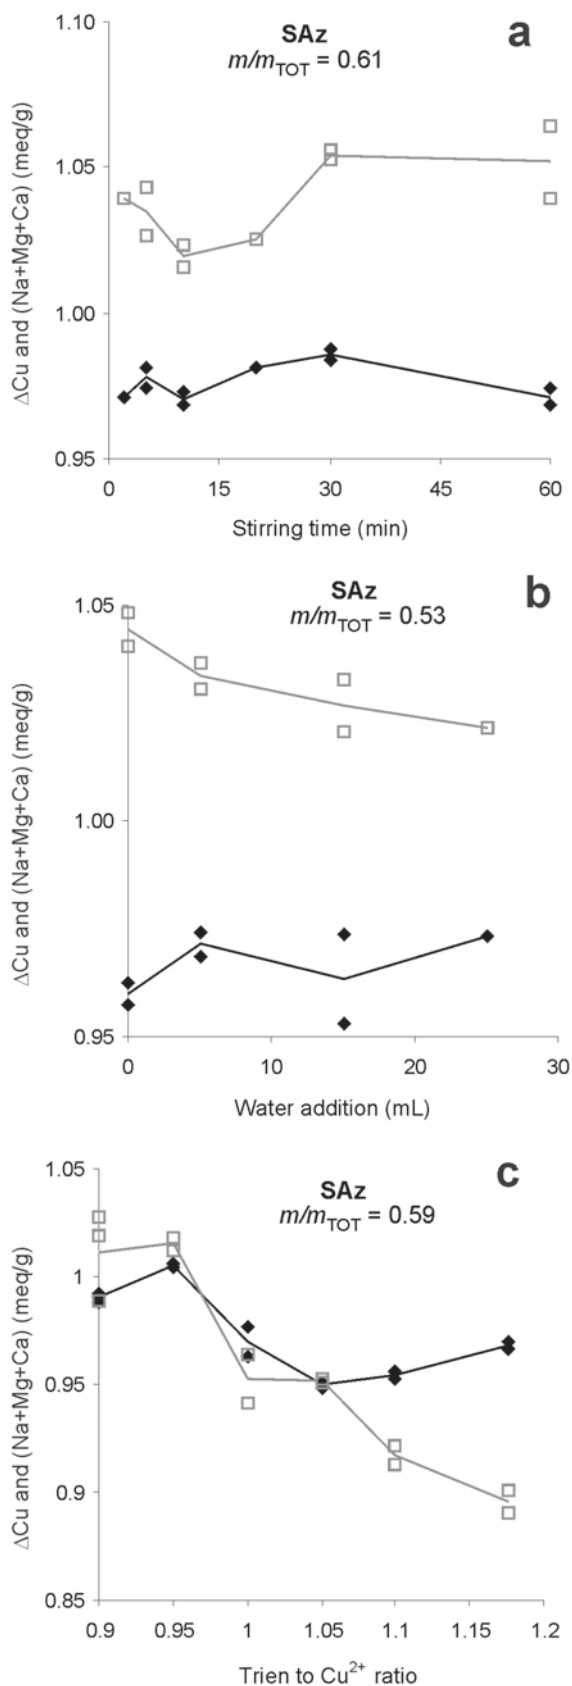 a
SAz
m/mTOT = 0.61
ΔCu and (Na+Mg+Ca) (meq/g)
1.10
1.05
1.00
0.95
0 15 30 45 60
Stirring time (min)
b
SAz
m/mTOT = 0.53
ΔCu and (Na+Mg+Ca) (meq/g)
1.05
1.00
0.95
0 10 20 30
Water addition (mL)
c
SAz
m/mTOT = 0.59
ΔCu and (Na+Mg+Ca) (meq/g)
1.05
1
0.95
0.9
0.85
0.9 0.95 1 1.05 1.1 1.15 1.2
Trien to Cu²⁺ ratio